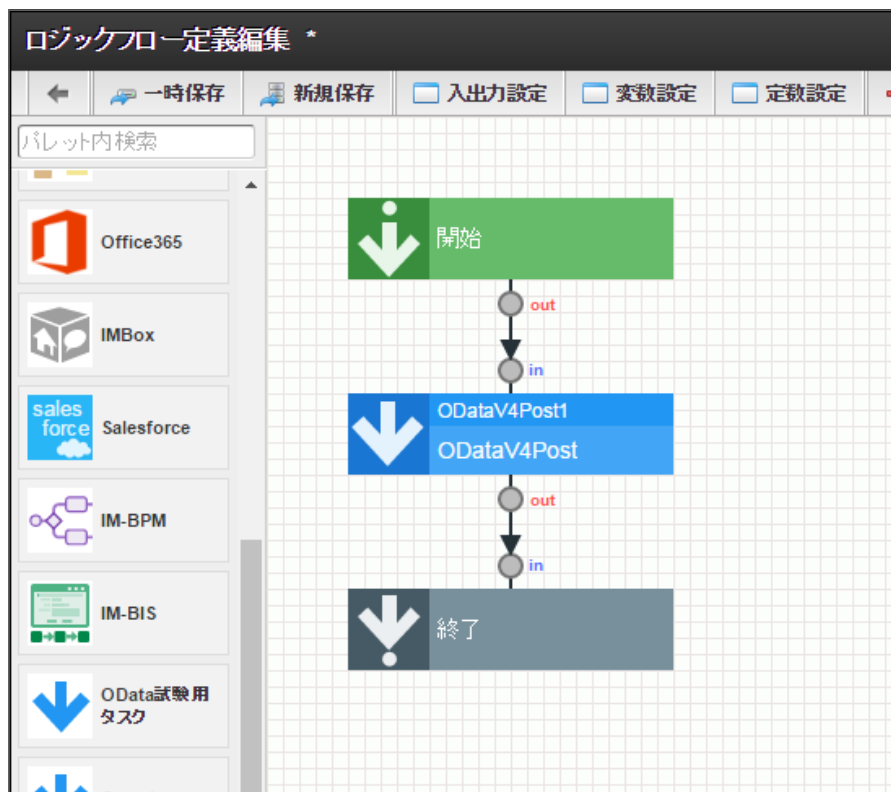 ロジックフロー定義編集 *
一時保存 新規保存 入出力設定 変数設定 定数設定
パレット内検索
Office365
IMBox
sales
force
Salesforce
IM-BPM
IM-BIS
OData試験用
タスク
開始
out
in
ODataV4Post1
ODataV4Post
out
in
終了